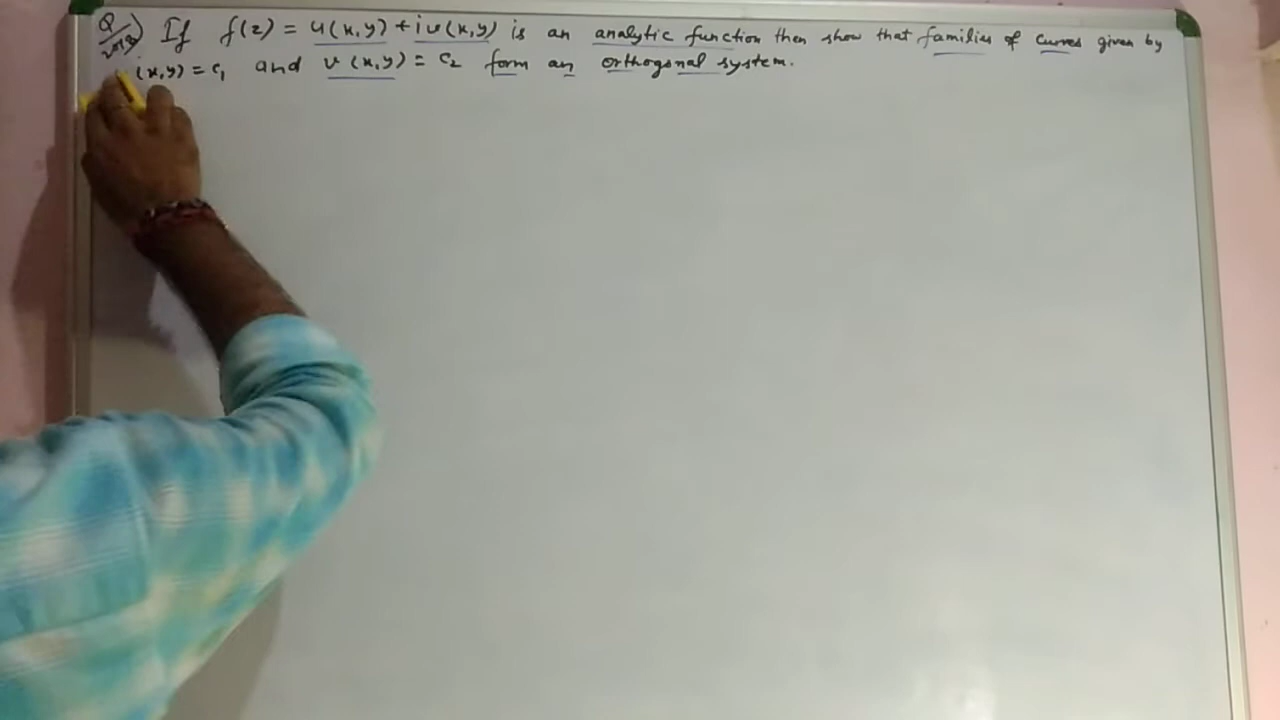 Q If f(z) = u(x,y) + iv(x,y) is an analytic function then show that families of curves given by
(x,y) = c₁ and v(x,y) = c₂ form an orthogonal system.